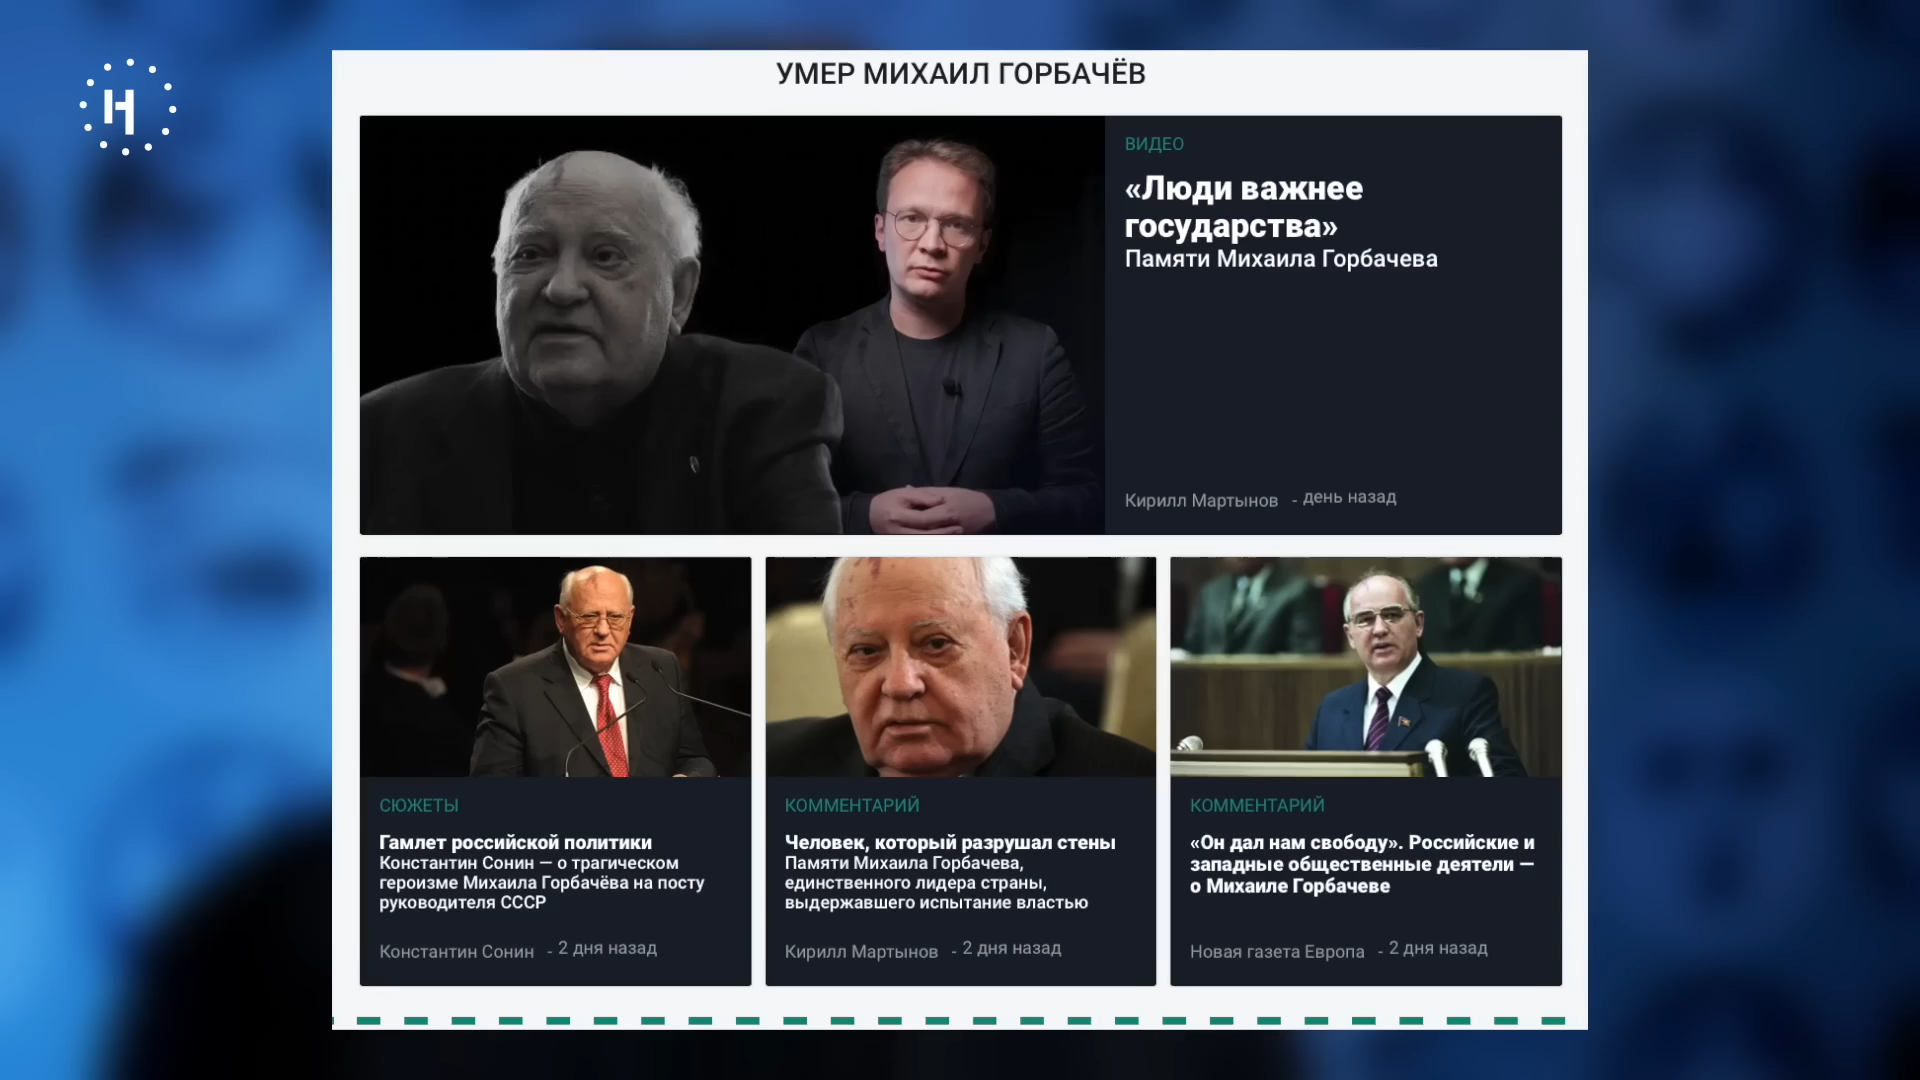 Н
УМЕР МИХАИЛ ГОРБАЧЁВ
ВИДЕО
«Люди важнее
государства»
Памяти Михаила Горбачева
Кирилл Мартынов - день назад
СЮЖЕТЫ
Гамлет российской политики
Константин Сонин — о трагическом
героизме Михаила Горбачёва на посту
руководителя СССР
Константин Сонин - 2 дня назад
КОММЕНТАРИЙ
Человек, который разрушал стены
Памяти Михаила Горбачева,
единственного лидера страны,
выдержавшего испытание властью
Кирилл Мартынов - 2 дня назад
КОММЕНТАРИЙ
«Он дал нам свободу». Российские и
западные общественные деятели —
о Михаиле Горбачеве
Новая газета Европа - 2 дня назад